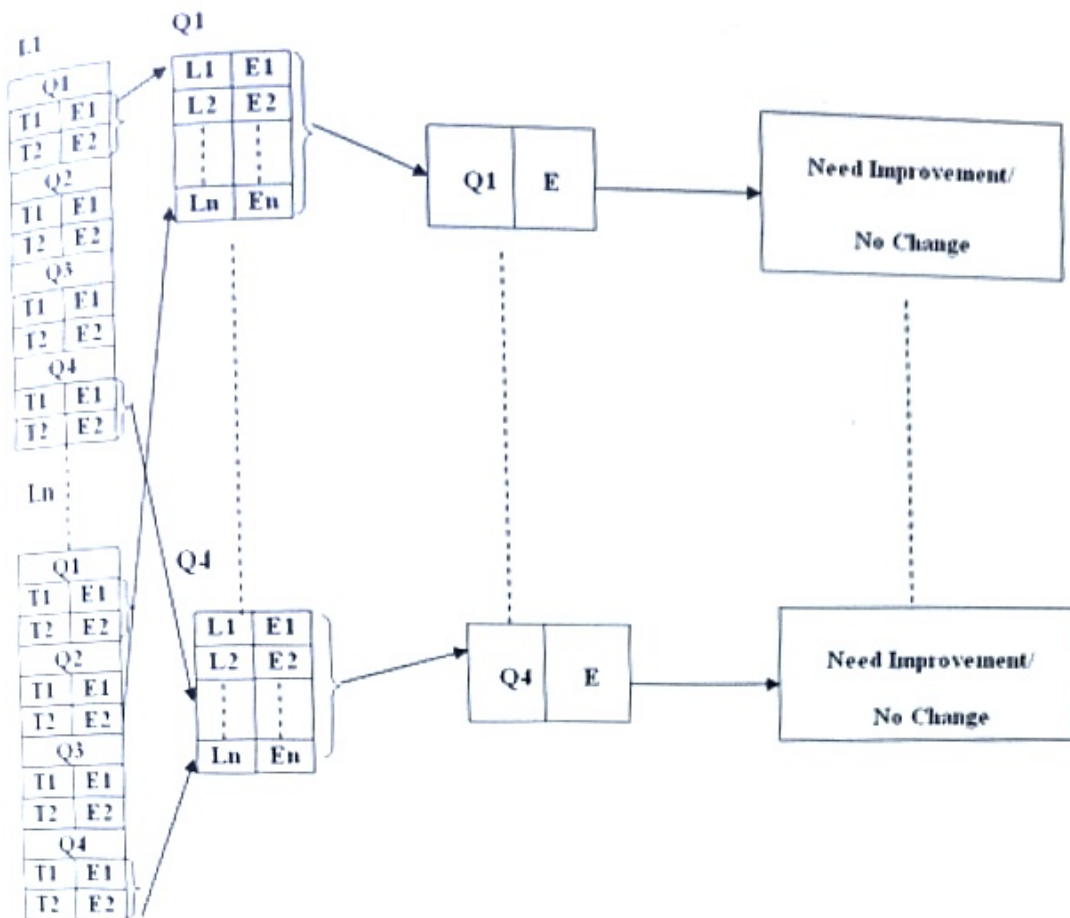 L1
Q1
T1 E1
T2 E2
Q2
T1 E1
T2 E2
Q3
T1 E1
T2 E2
Q4
T1 E1
T2 E2
Ln
Q1
T1 E1
T2 E2
Q2
T1 E1
T2 E2
Q3
T1 E1
T2 E2
Q4
T1 E1
T2 E2
Q1
L1 E1
L2 E2
Ln En
Q4
L1 E1
L2 E2
Ln En
Q1 E
Q4 E
Need Improvement/
No Change
Need Improvement/
No Change